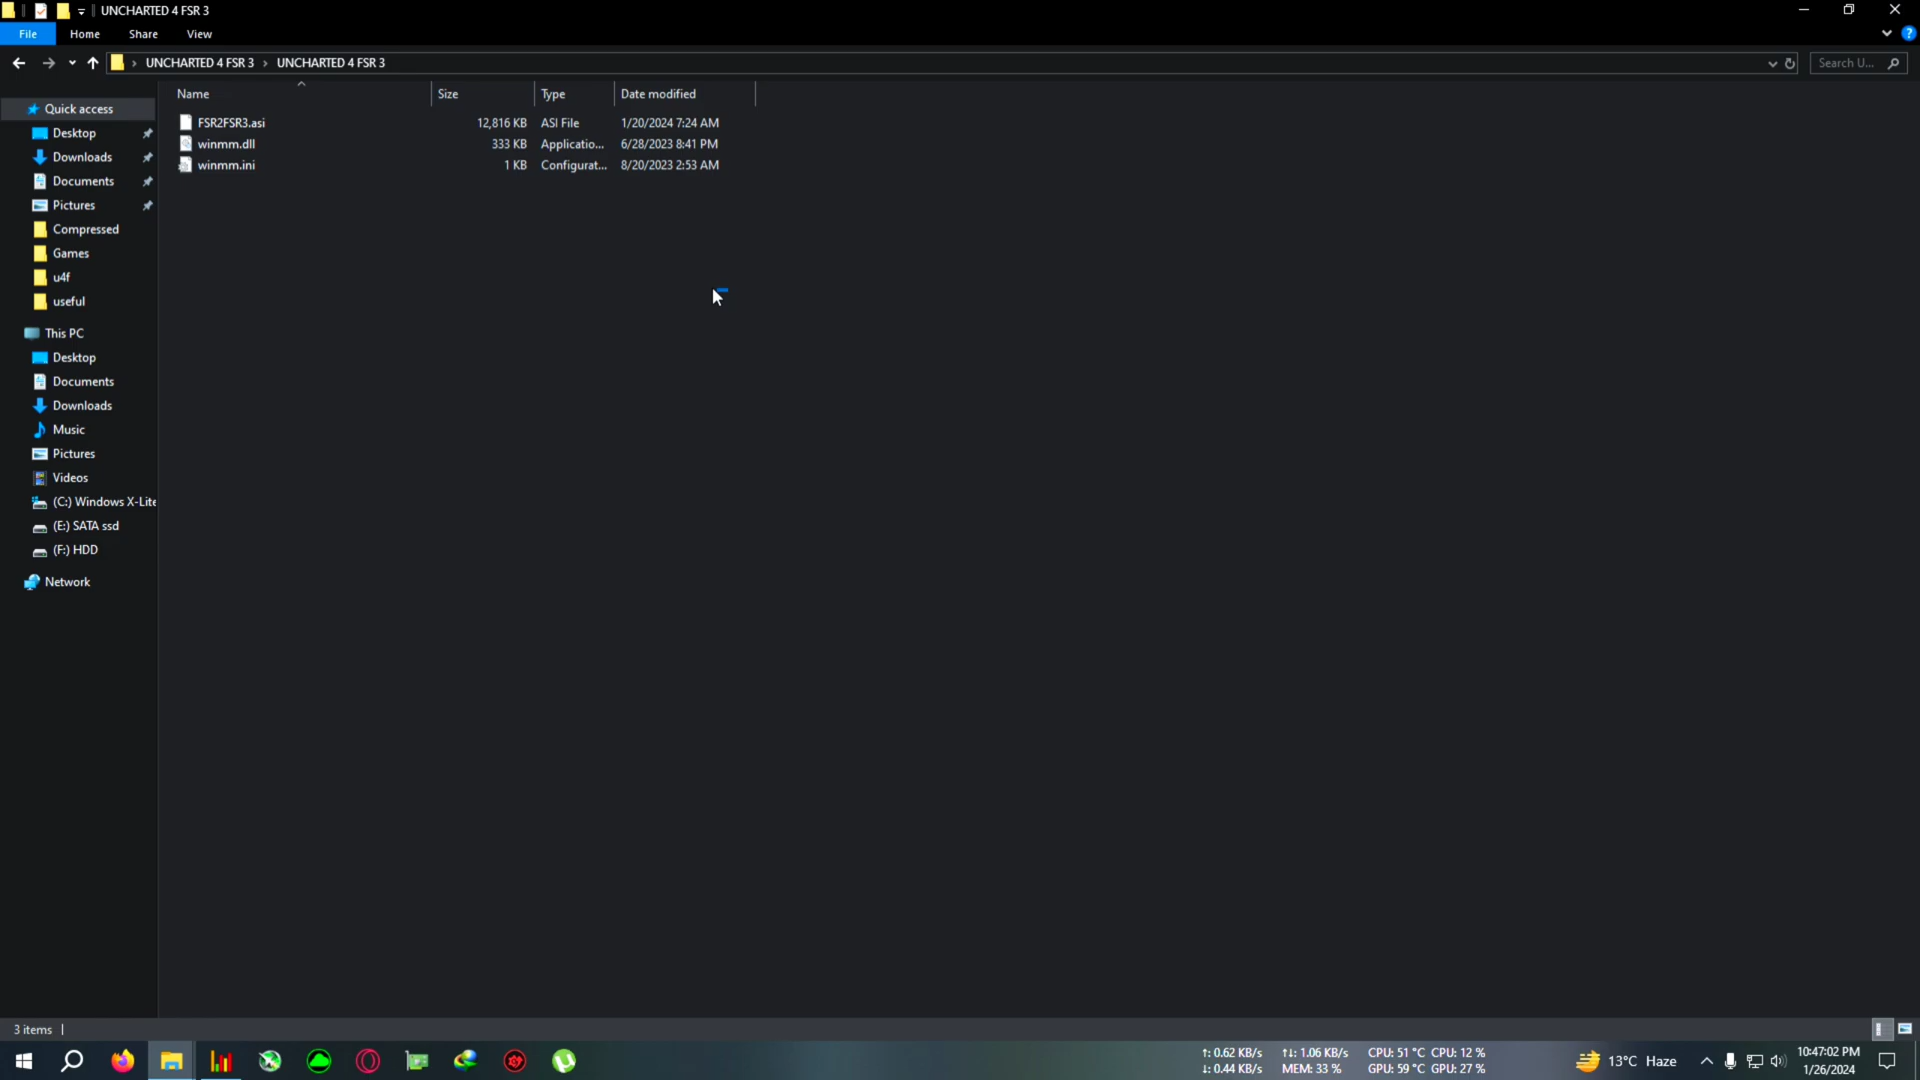 UNCHARTED 4 FSR 3
File Home Share View
UNCHARTED 4 FSR 3 › UNCHARTED 4 FSR 3
Search U...
Name Size Type Date modified
FSR2FSR3.asi 12,816 KB ASI File 1/20/2024 7:24 AM
winmm.dll 333 KB Applicatio... 6/28/2023 8:41 PM
winmm.ini 1 KB Configurat... 8/20/2023 2:53 AM
Quick access
Desktop
Downloads
Documents
Pictures
Compressed
Games
u4f
useful
This PC
Desktop
Documents
Downloads
Music
Pictures
Videos
(C:) Windows X-Lite
(E:) SATA ssd
(F:) HDD
Network
3 items
↑: 0.62 KB/s ↑↓: 1.06 KB/s CPU: 51 °C CPU: 12 %
↓: 0.44 KB/s MEM: 33 % GPU: 59 °C GPU: 27 %
13°C Haze
10:47:02 PM
1/26/2024